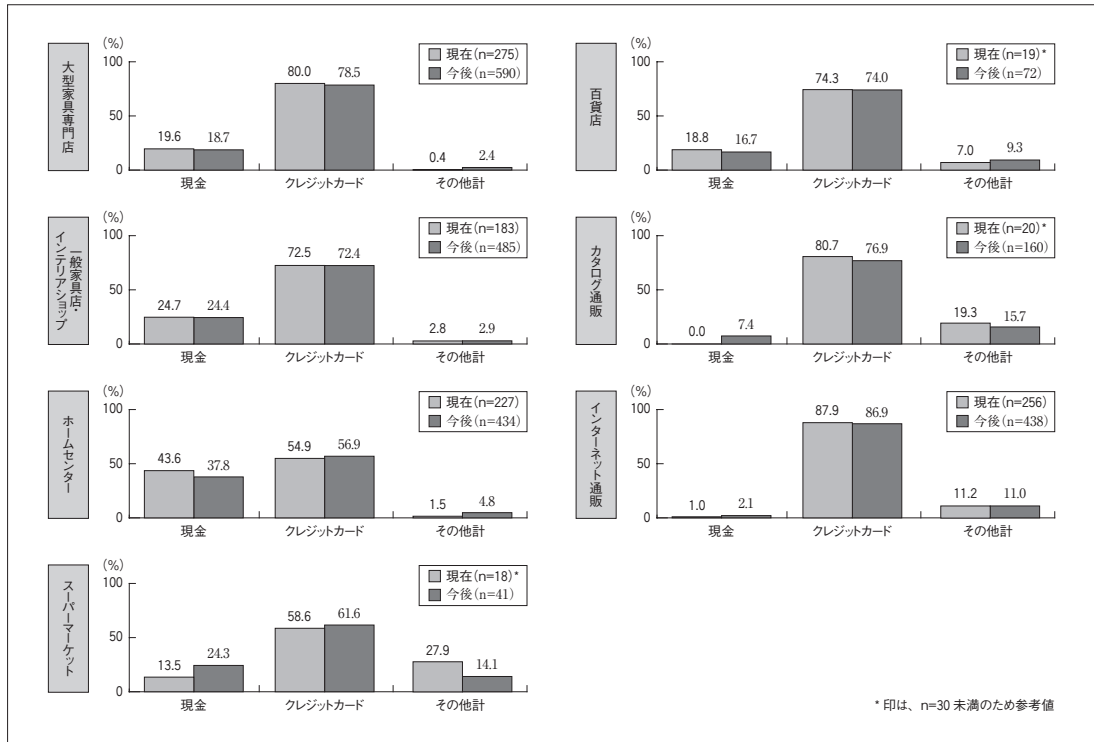 大型家具専門店
(%)
現在(n=275)
今後(n=590)
100
50
0
19.6 18.7
80.0 78.5
0.4 2.4
現金 クレジットカード その他計
一般家具店・
インテリアショップ
(%)
現在(n=183)
今後(n=485)
100
50
0
24.7 24.4
72.5 72.4
2.8 2.9
現金 クレジットカード その他計
ホームセンター
(%)
現在(n=227)
今後(n=434)
100
50
0
43.6 37.8
54.9 56.9
1.5 4.8
現金 クレジットカード その他計
スーパーマーケット
(%)
現在(n=18)*
今後(n=41)
100
50
0
13.5 24.3
58.6 61.6
27.9 14.1
現金 クレジットカード その他計
百貨店
(%)
現在(n=19)*
今後(n=72)
100
50
0
18.8 16.7
74.3 74.0
7.0 9.3
現金 クレジットカード その他計
カタログ通販
(%)
現在(n=20)*
今後(n=160)
100
50
0
0.0 7.4
80.7 76.9
19.3 15.7
現金 クレジットカード その他計
インターネット通販
(%)
現在(n=256)
今後(n=438)
100
50
0
1.0 2.1
87.9 86.9
11.2 11.0
現金 クレジットカード その他計
* 印は、n=30 未満のため参考値